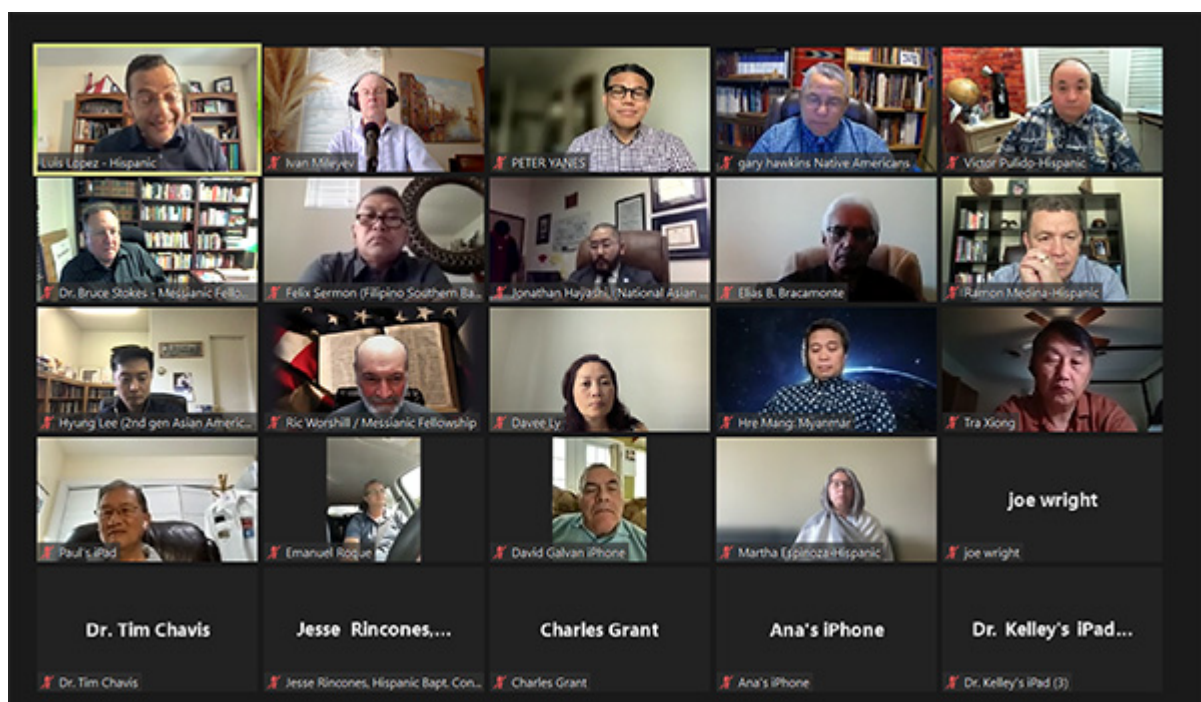 Luis Lopez - Hispanic
Ivan Mileyev
PETER YANES
gary hawkins Native Americans
Victor Pulido-Hispanic
Dr. Bruce Stokes - Messianic Fello...
Felix Sermon (Filipino Southern Ba...
Jonathan Hayashi / National Asian ...
Elias B. Bracamonte
Ramon Medina-Hispanic
Hyung Lee (2nd gen Asian Americ...
Ric Worshill / Messianic Fellowship
Davee Ly
Hre Mang: Myanmar
Tra Xiong
Paul's iPad
Emanuel Roque
David Galvan iPhone
Martha Espinoza-Hispanic
joe wright
joe wright
Dr. Tim Chavis
Jesse Rincones,...
Charles Grant
Ana's iPhone
Dr. Kelley's iPad...
Dr. Tim Chavis
Jesse Rincones, Hispanic Bapt. Con...
Charles Grant
Ana's iPhone
Dr. Kelley's iPad (3)